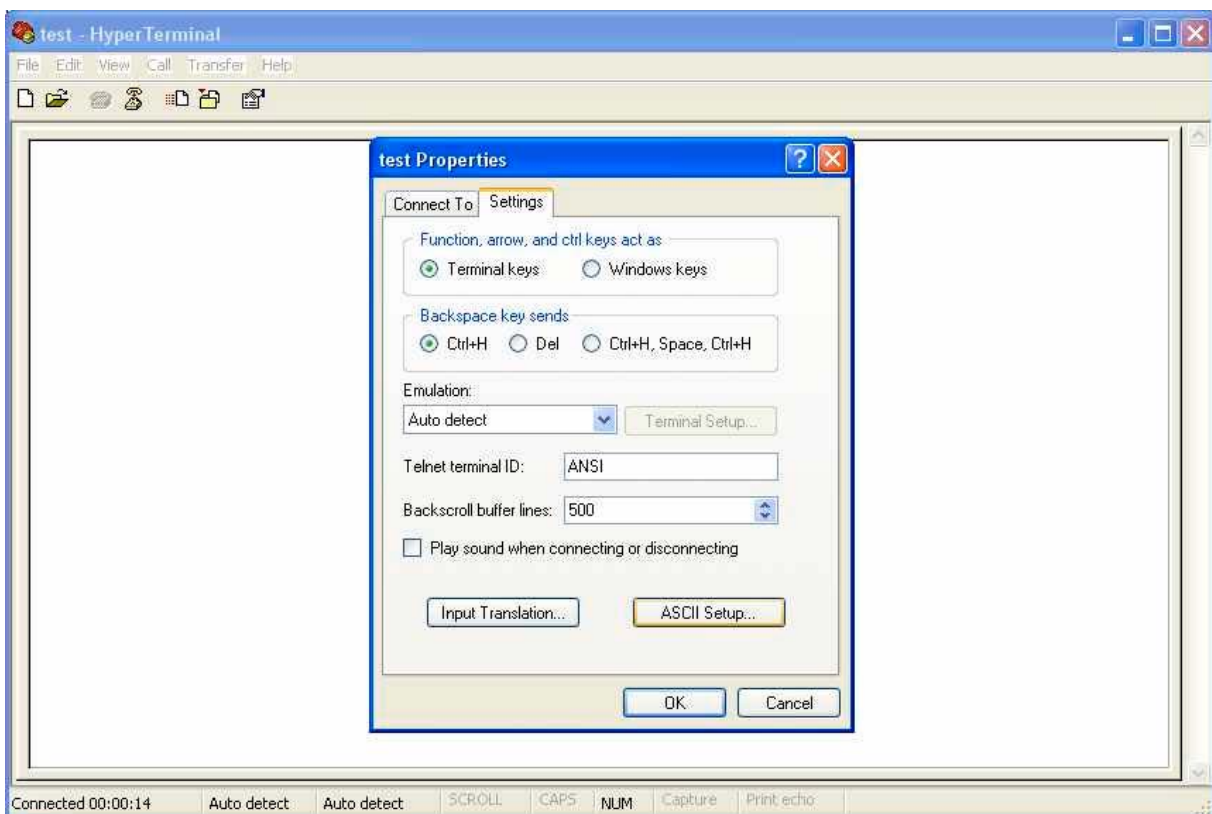 test - HyperTerminal
File Edit View Call Transfer Help
test Properties
Connect To Settings
Function, arrow, and ctrl keys act as
Terminal keys Windows keys
Backspace key sends
Ctrl+H Del Ctrl+H, Space, Ctrl+H
Emulation:
Auto detect Terminal Setup...
Telnet terminal ID: ANSI
Backscroll buffer lines: 500
Play sound when connecting or disconnecting
Input Translation... ASCII Setup...
OK Cancel
Connected 00:00:14 Auto detect Auto detect SCROLL CAPS NUM Capture Print echo